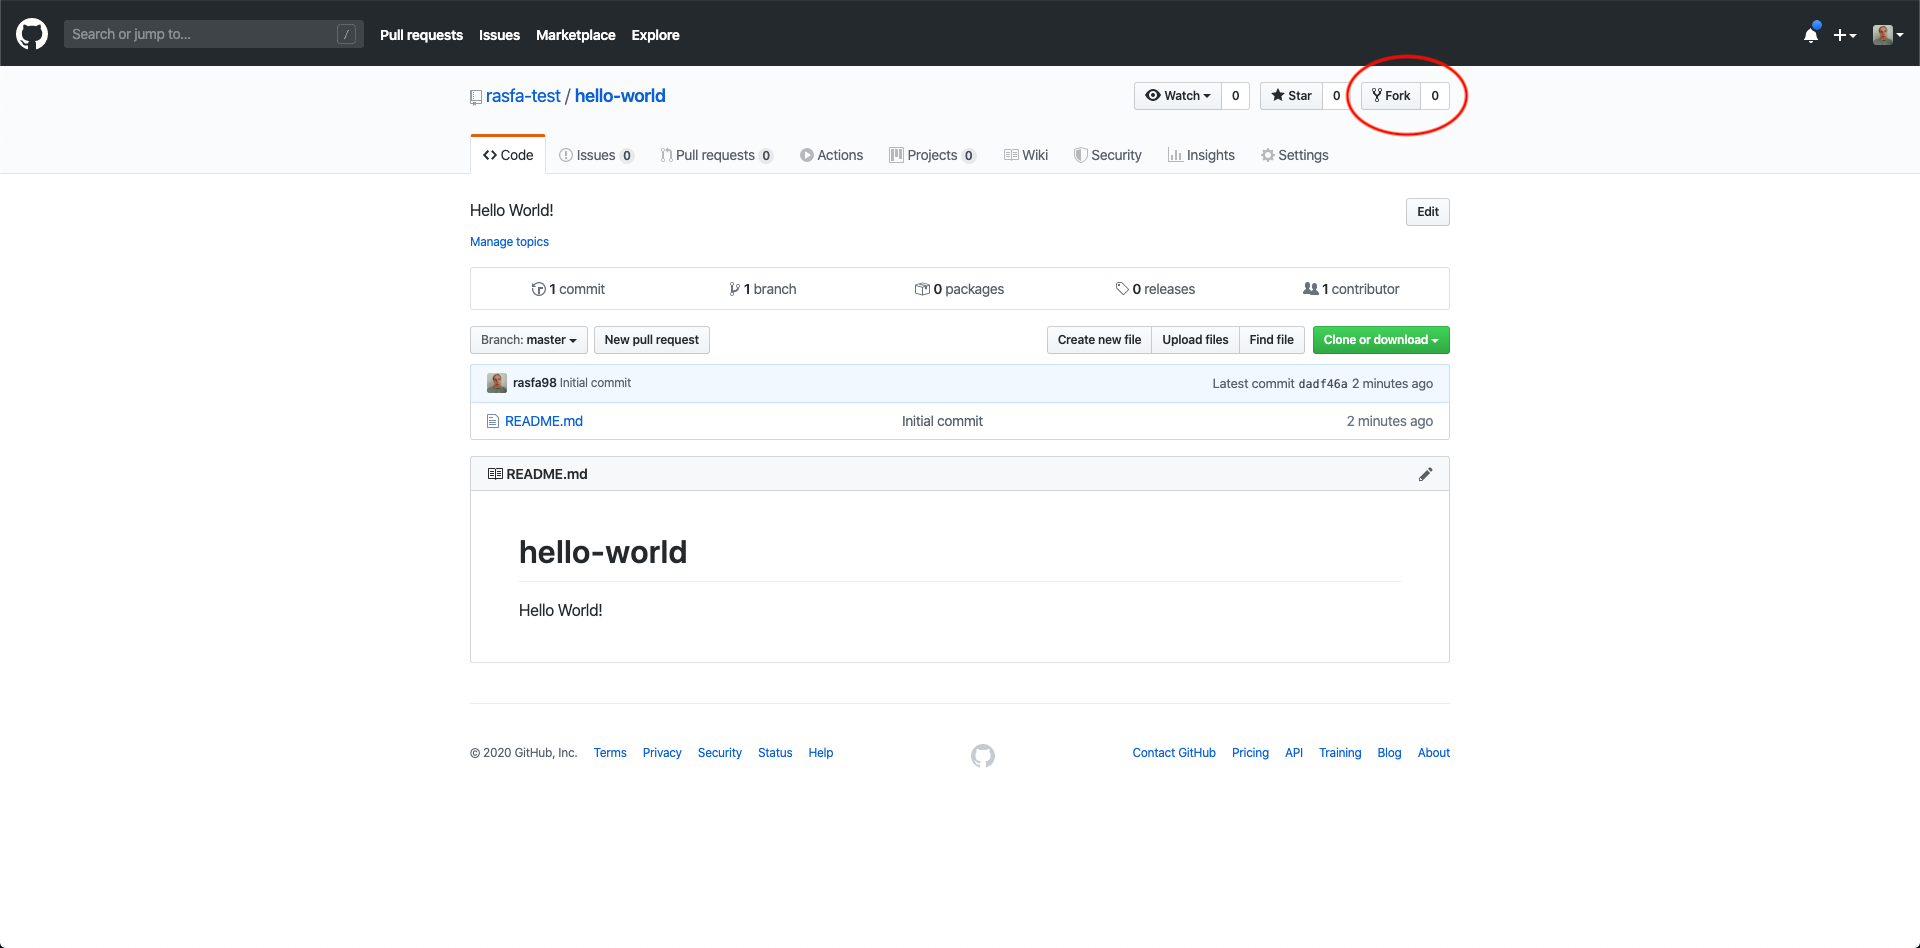 Search or jump to... / Pull requests Issues Marketplace Explore
rasfa-test / hello-world Watch 0 Star 0 Fork 0
Code Issues 0 Pull requests 0 Actions Projects 0 Wiki Security Insights Settings
Hello World! Edit
Manage topics
1 commit 1 branch 0 packages 0 releases 1 contributor
Branch: master New pull request Create new file Upload files Find file Clone or download
rasfa98 Initial commit Latest commit dadf46a 2 minutes ago
README.md Initial commit 2 minutes ago
README.md
hello-world
Hello World!
© 2020 GitHub, Inc. Terms Privacy Security Status Help Contact GitHub Pricing API Training Blog About